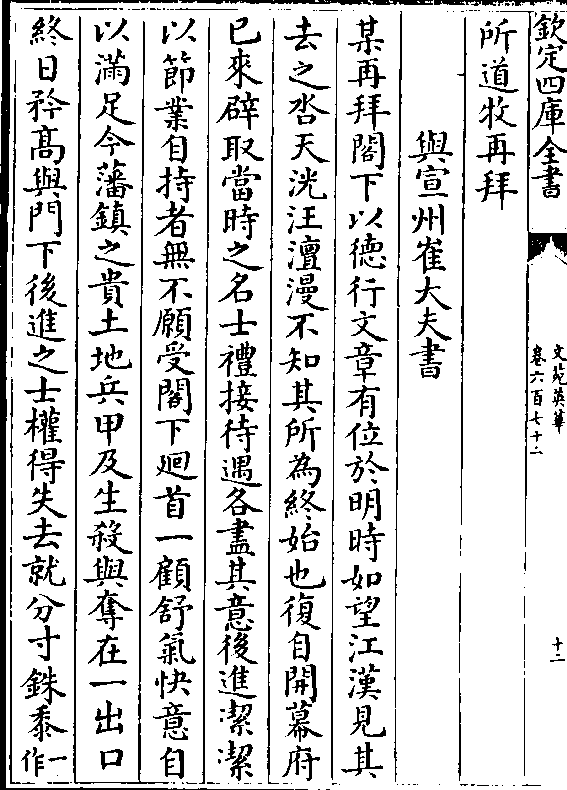 欽定四庫全書
文苑英華
卷六百七十二
十二
所道牧再拜
與宣州崔大夫書
某再拜閣下以德行文章有位於明時如望江漢見其
去之沓天洸汪澶漫不知其所為終始也復自開幕府
已來辟取當時之名士禮接待遇各盡其意後進潔潔
以節業自持者無不願受閣下廻首一顧舒氣快意自
以滿足今藩鎮之貴土地兵甲及生殺與奪在一出口
終日矜髙與門下後進之士權得失去就分寸銖黍一作